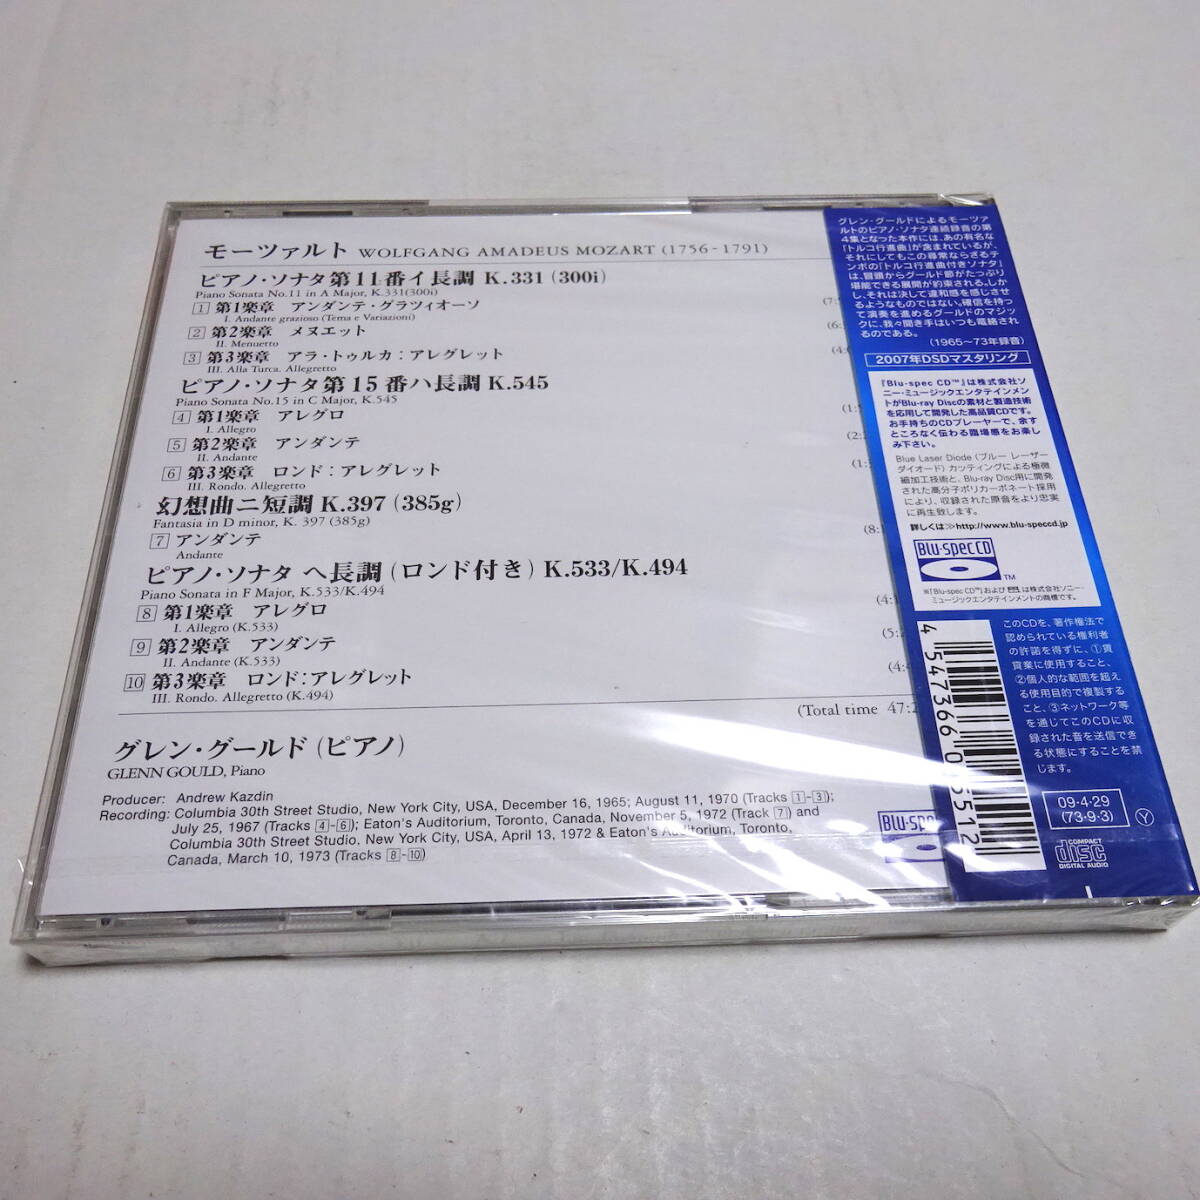 モーツァルト WOLFGANG AMADEUS MOZART (1756-1791)
ピアノ・ソナタ第11番イ長調 K.331 (300i)
Piano Sonata No.11 in A Major, K.331(300i)
1 第1楽章 アンダンテ・グラツィオーソ
I. Andante grazioso (Tema e Variazioni)
2 第2楽章 メヌエット
II. Menuetto
3 第3楽章 アラ・トゥルカ：アレグレット
III. Alla Turca. Allegretto
ピアノ・ソナタ第15番ハ長調 K.545
Piano Sonata No.15 in C Major, K.545
4 第1楽章 アレグロ
I. Allegro
5 第2楽章 アンダンテ
II. Andante
6 第3楽章 ロンド：アレグレット
III. Rondo. Allegretto
幻想曲ニ短調 K.397 (385g)
Fantasia in D minor, K. 397 (385g)
7 アンダンテ
Andante
ピアノ・ソナタ ヘ長調 (ロンド付き) K.533/K.494
Piano Sonata in F Major, K.533/K.494
8 第1楽章 アレグロ
I. Allegro (K.533)
9 第2楽章 アンダンテ
II. Andante (K.533)
10 第3楽章 ロンド：アレグレット
III. Rondo. Allegretto (K.494)
(Total time
グレン・グールド (ピアノ)
GLENN GOULD, Piano
Producer: Andrew Kazdin
Recording: Columbia 30th Street Studio, New York City, USA, December 16, 1965; August 11, 1970 (Tracks 1-3);
July 25, 1967 (Tracks 4-6); Eaton's Auditorium, Toronto, Canada, November 5, 1972 (Track 7) and
Columbia 30th Street Studio, New York City, USA, April 13, 1972 & Eaton's Auditorium, Toronto,
Canada, March 10, 1973 (Tracks 8-10)
グレン・グールドによるモーツァ
ルトのピアノ・ソナタ連続録音の第
4集となった本作には、あの有名な
「トルコ行進曲」が含まれているが、
それにしてもこの尋常ならざるテ
ンポの「トルコ行進曲付きソナタ」
は、冒頭からグールド節がたっぷり
堪能できる展開が約束される。しか
し、それは決して違和感を感じさせ
るようなものではない。確信を持っ
て演奏を進めるグールドのマジッ
クに、我々聞き手はいつも篭絡され
るのである。
(1965〜73年録音)
2007年DSDマスタリング
『Blu-spec CD™』は株式会社ソ
ニー・ミュージックエンタテインメン
トがBlu-ray Discの素材と製造技術
を応用して開発した高品質CDです。
お手持ちのCDプレーヤーで、余す
ところなく伝わる臨場感をお楽し
み下さい。
Blue Laser Diode (ブルー レーザー
ダイオード) カッティングによる極微
細加工技術と、Blu-ray Disc用に開発
された高分子ポリカーボネート採用
により、収録された原音をより忠実
に再生致します。
詳しくは≫http://www.blu-speccd.jp
Blu-spec CD
TM
※『Blu-spec CD™』および は株式会社ソニー・
ミュージックエンタテインメントの商標です。
このCDを、著作権法で
認められている権利者
の許諾を得ずに、①賃
貸業に使用すること、
②個人的な範囲を超え
る使用目的で複製する
こと、③ネットワーク等
を通じてこのCDに収
録された音を送信でき
る状態にすることを禁
じます。
09・4・29
(73・9・3)
Y
COMPACT
disc
DIGITAL AUDIO